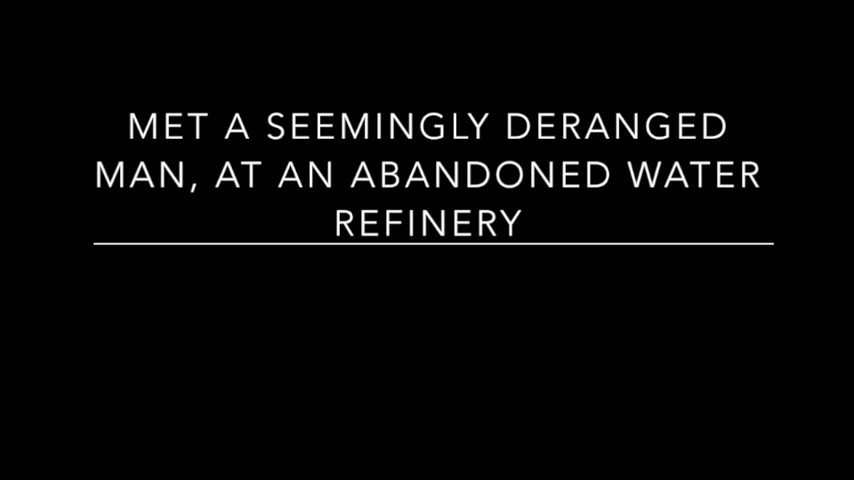 MET A SEEMINGLY DERANGED
MAN, AT AN ABANDONED WATER
REFINERY